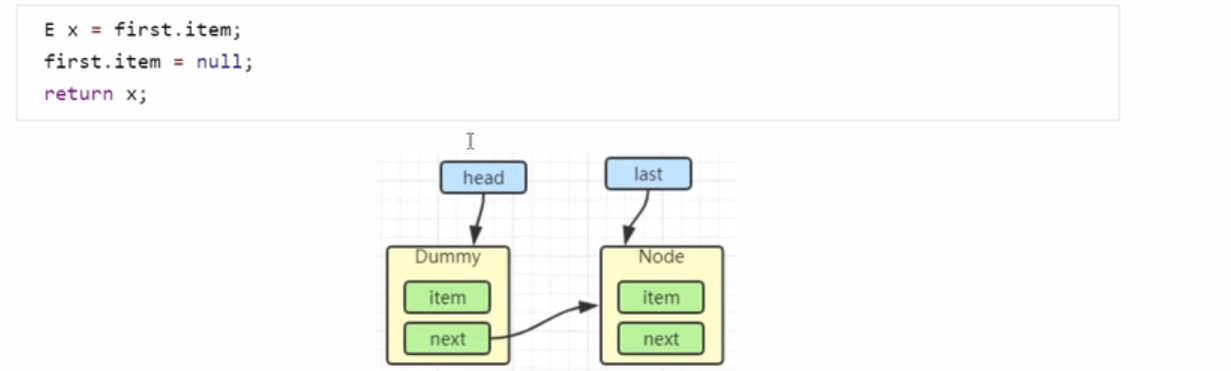 E x = first.item;
first.item = null;
return x;
head
last
Dummy
Node
item
item
next
next